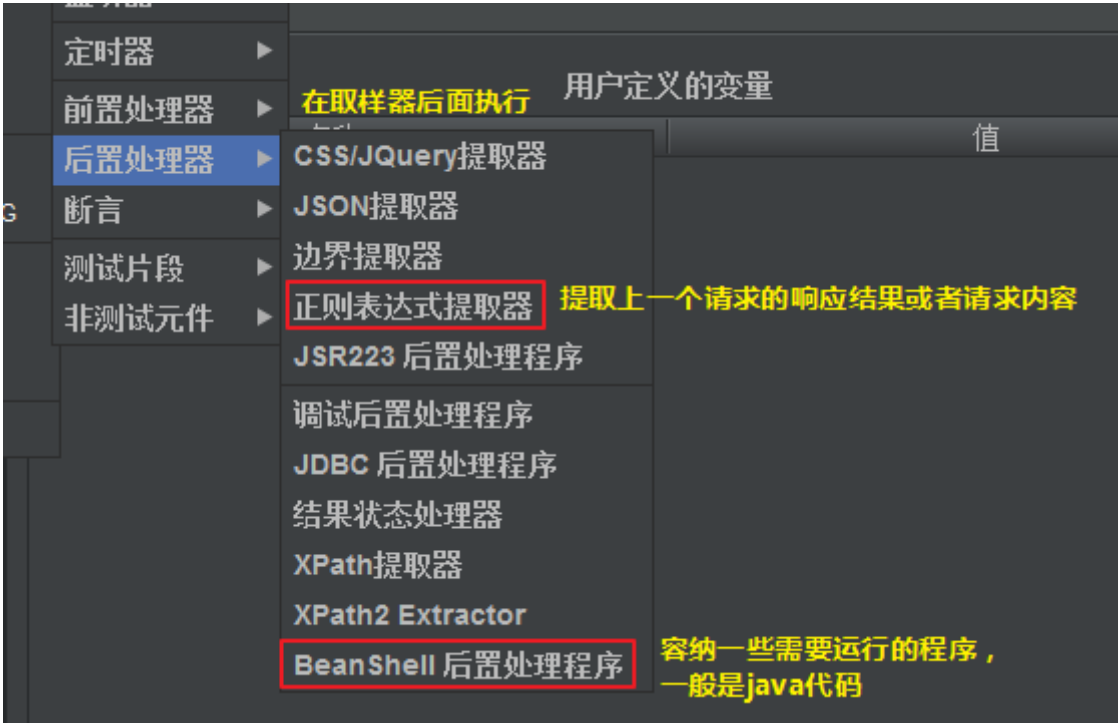 定时器
前置处理器
后置处理器
断言
测试片段
非测试元件
G
在取样器后面执行
用户定义的变量
值
CSS/JQuery提取器
JSON提取器
边界提取器
正则表达式提取器
提取上一个请求的响应结果或者请求内容
JSR223 后置处理程序
调试后置处理程序
JDBC 后置处理程序
结果状态处理器
XPath提取器
XPath2 Extractor
BeanShell 后置处理程序
容纳一些需要运行的程序，
一般是java代码